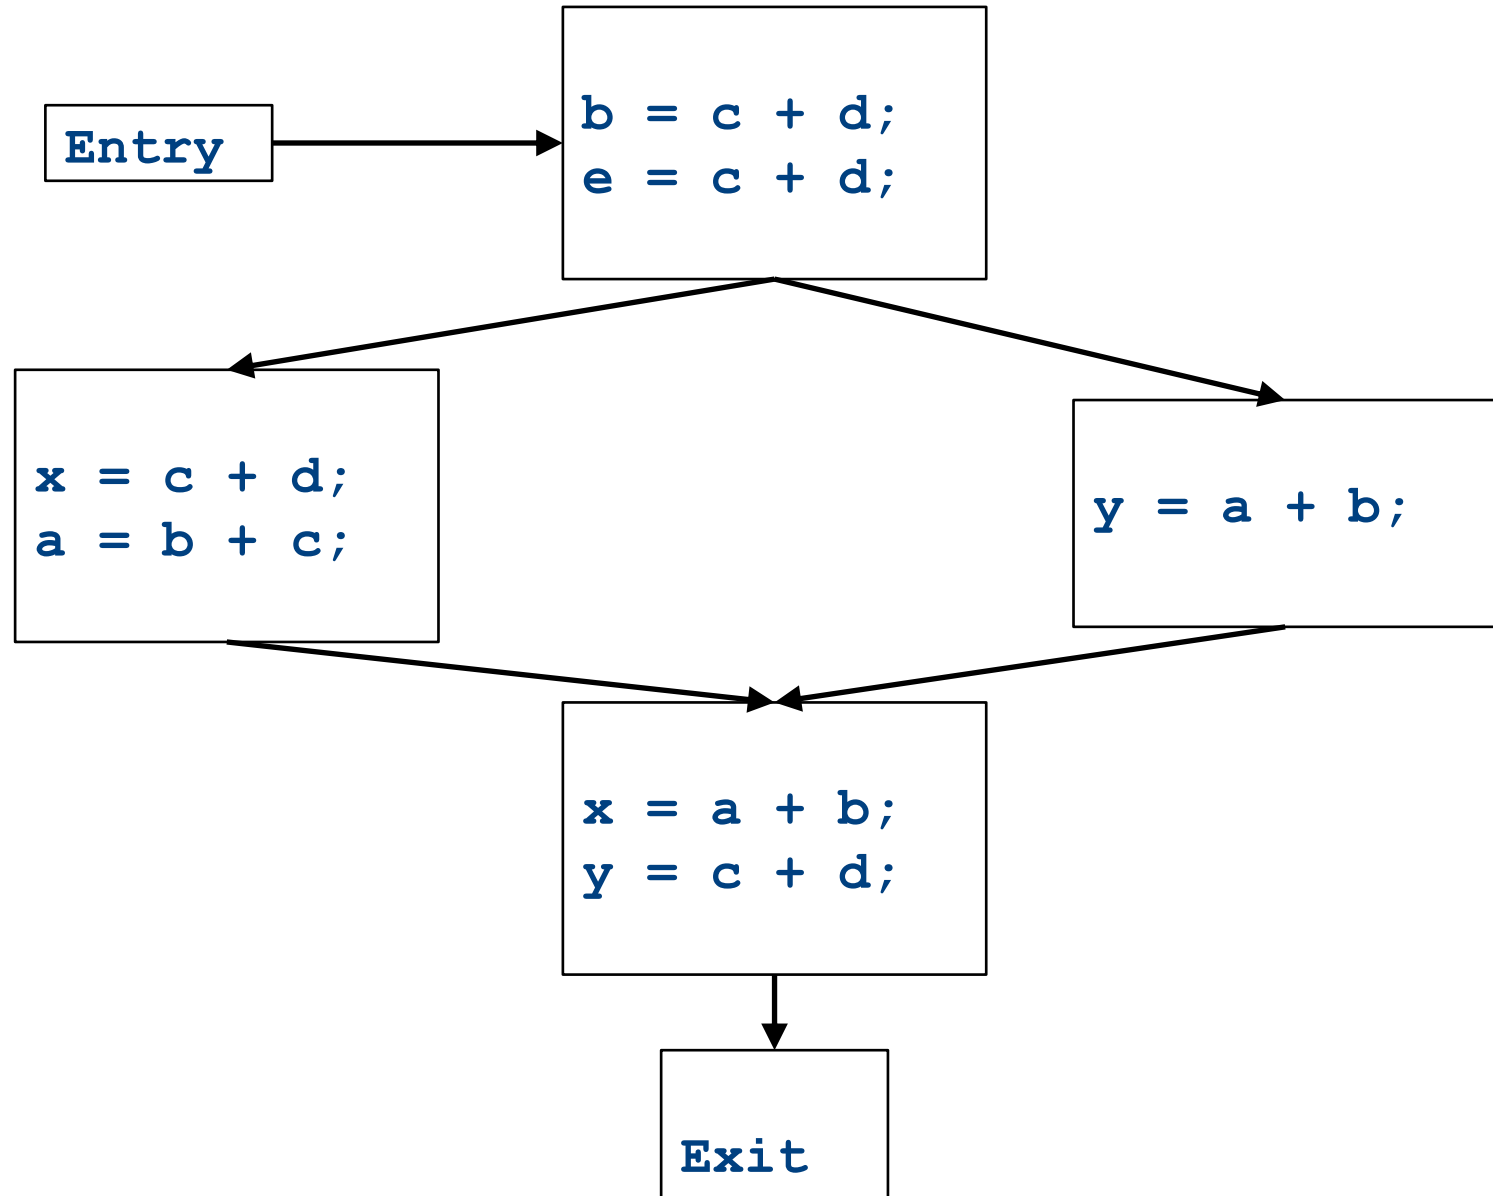 Entry
b = c + d;
e = c + d;
x = c + d;
a = b + c;
y = a + b;
x = a + b;
y = c + d;
Exit